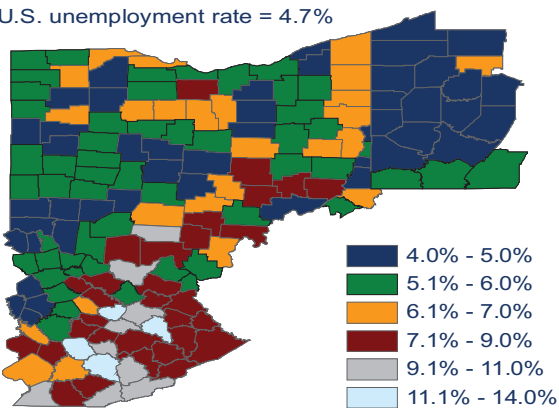 U.S. unemployment rate = 4.7%
4.0% - 5.0%
5.1% - 6.0%
6.1% - 7.0%
7.1% - 9.0%
9.1% - 11.0%
11.1% - 14.0%